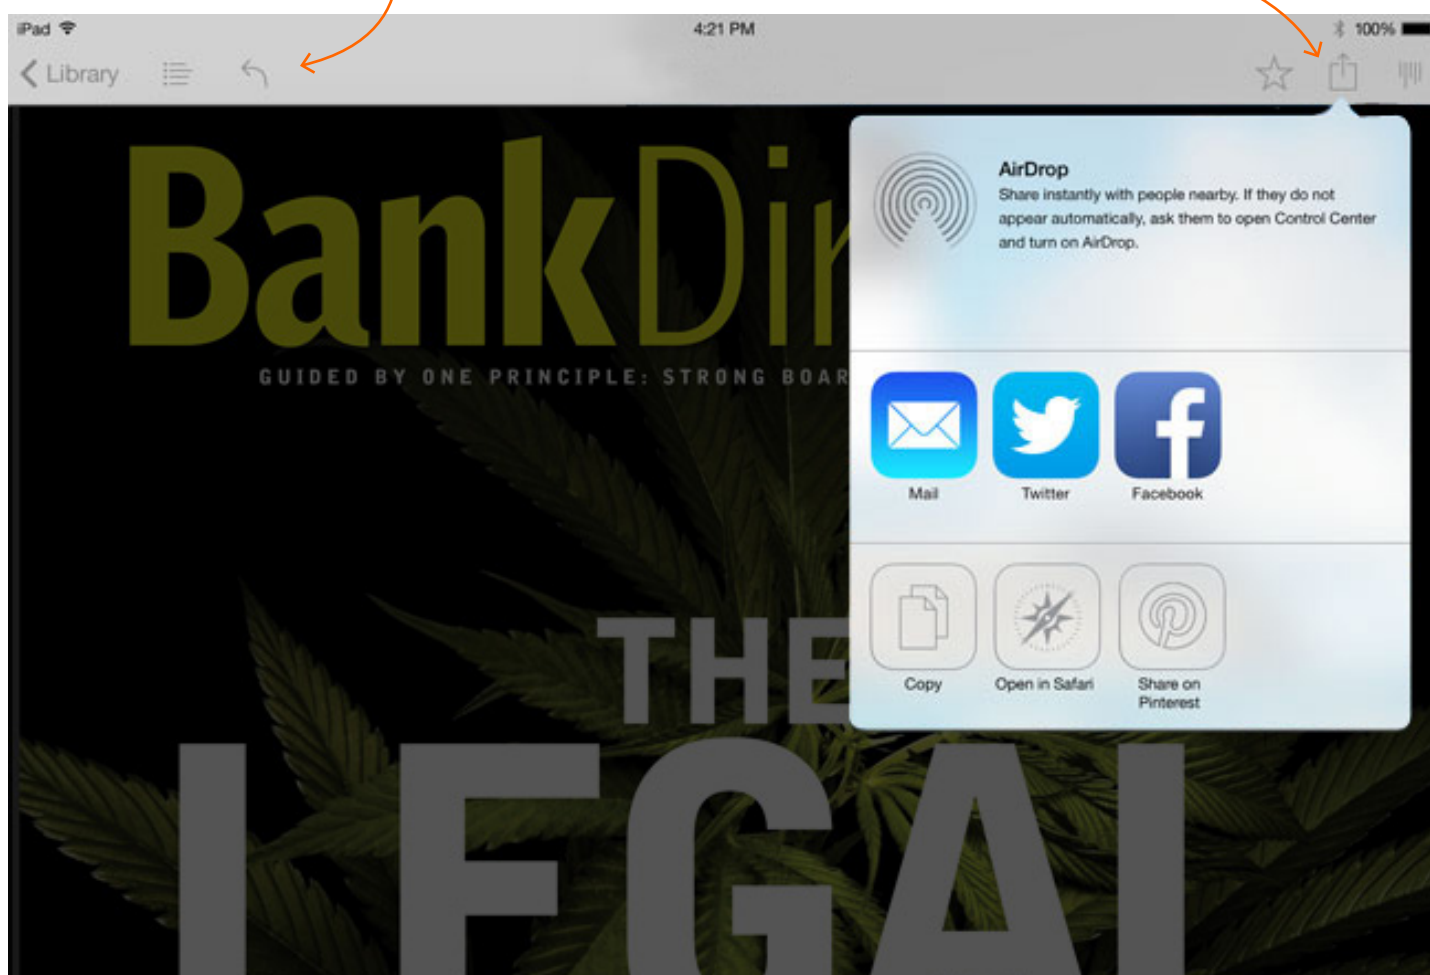 iPad
4:21 PM
100%
Library
BankDir
GUIDED BY ONE PRINCIPLE: STRONG BOAR
AirDrop
Share instantly with people nearby. If they do not
appear automatically, ask them to open Control Center
and turn on AirDrop.
Mail
Twitter
Facebook
THE
Copy
Open in Safari
Share on
Pinterest
LEGAL